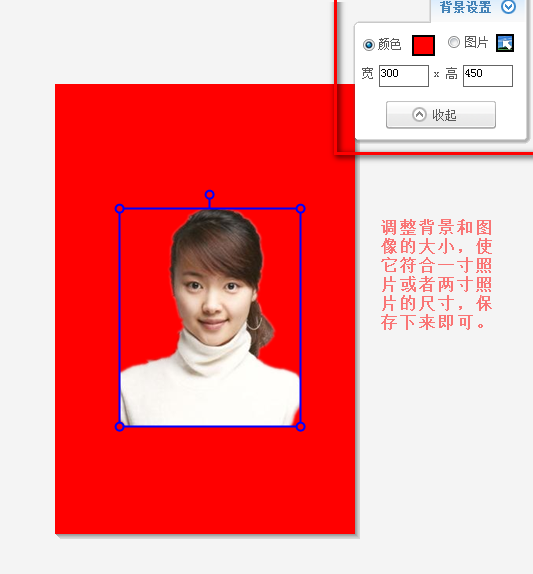 背景设置
颜色 图片
宽 300 x 高 450
收起
调整背景和图
像的大小，使
它符合一寸照
片或者两寸照
片的尺寸，保
存下来即可。